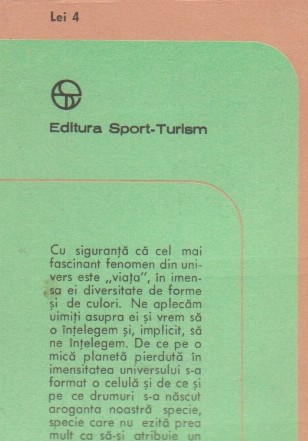 Lei 4
Editura Sport-Turism
Cu siguranță că cel mai
fascinant fenomen din uni-
vers este „viața”, în imen-
sa ei diversitate de forme
și de culori. Ne aplecăm
uimiți asupra ei și vrem să
o înțelegem și, implicit, să
ne înțelegem. De ce pe o
mică planetă pierdută în
imensitatea universului s-a
format o celulă și de ce și
pe ce drumuri s-a născut
aroganta noastră specie,
specie care nu ezită prea
mult ca să-și atribuie un